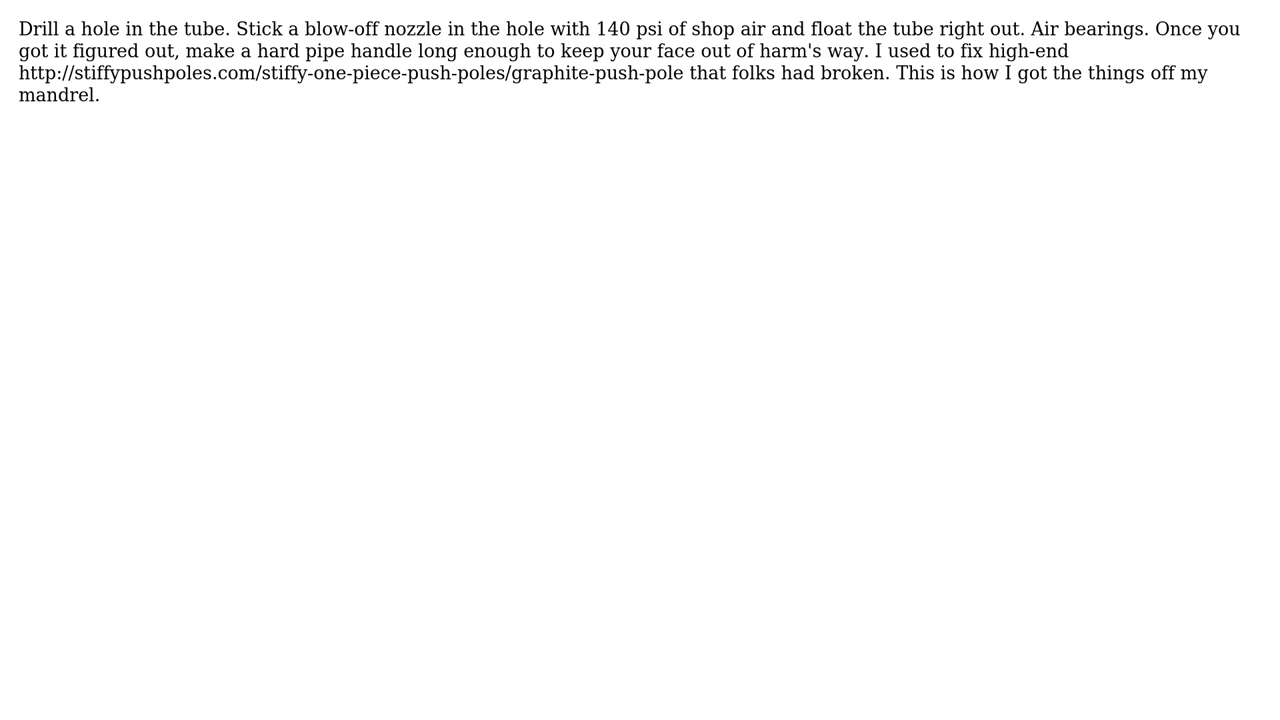 Drill a hole in the tube. Stick a blow-off nozzle in the hole with 140 psi of shop air and float the tube right out. Air bearings. Once you
got it figured out, make a hard pipe handle long enough to keep your face out of harm's way. I used to fix high-end
http://stiffypushpoles.com/stiffy-one-piece-push-poles/graphite-push-pole that folks had broken. This is how I got the things off my
mandrel.